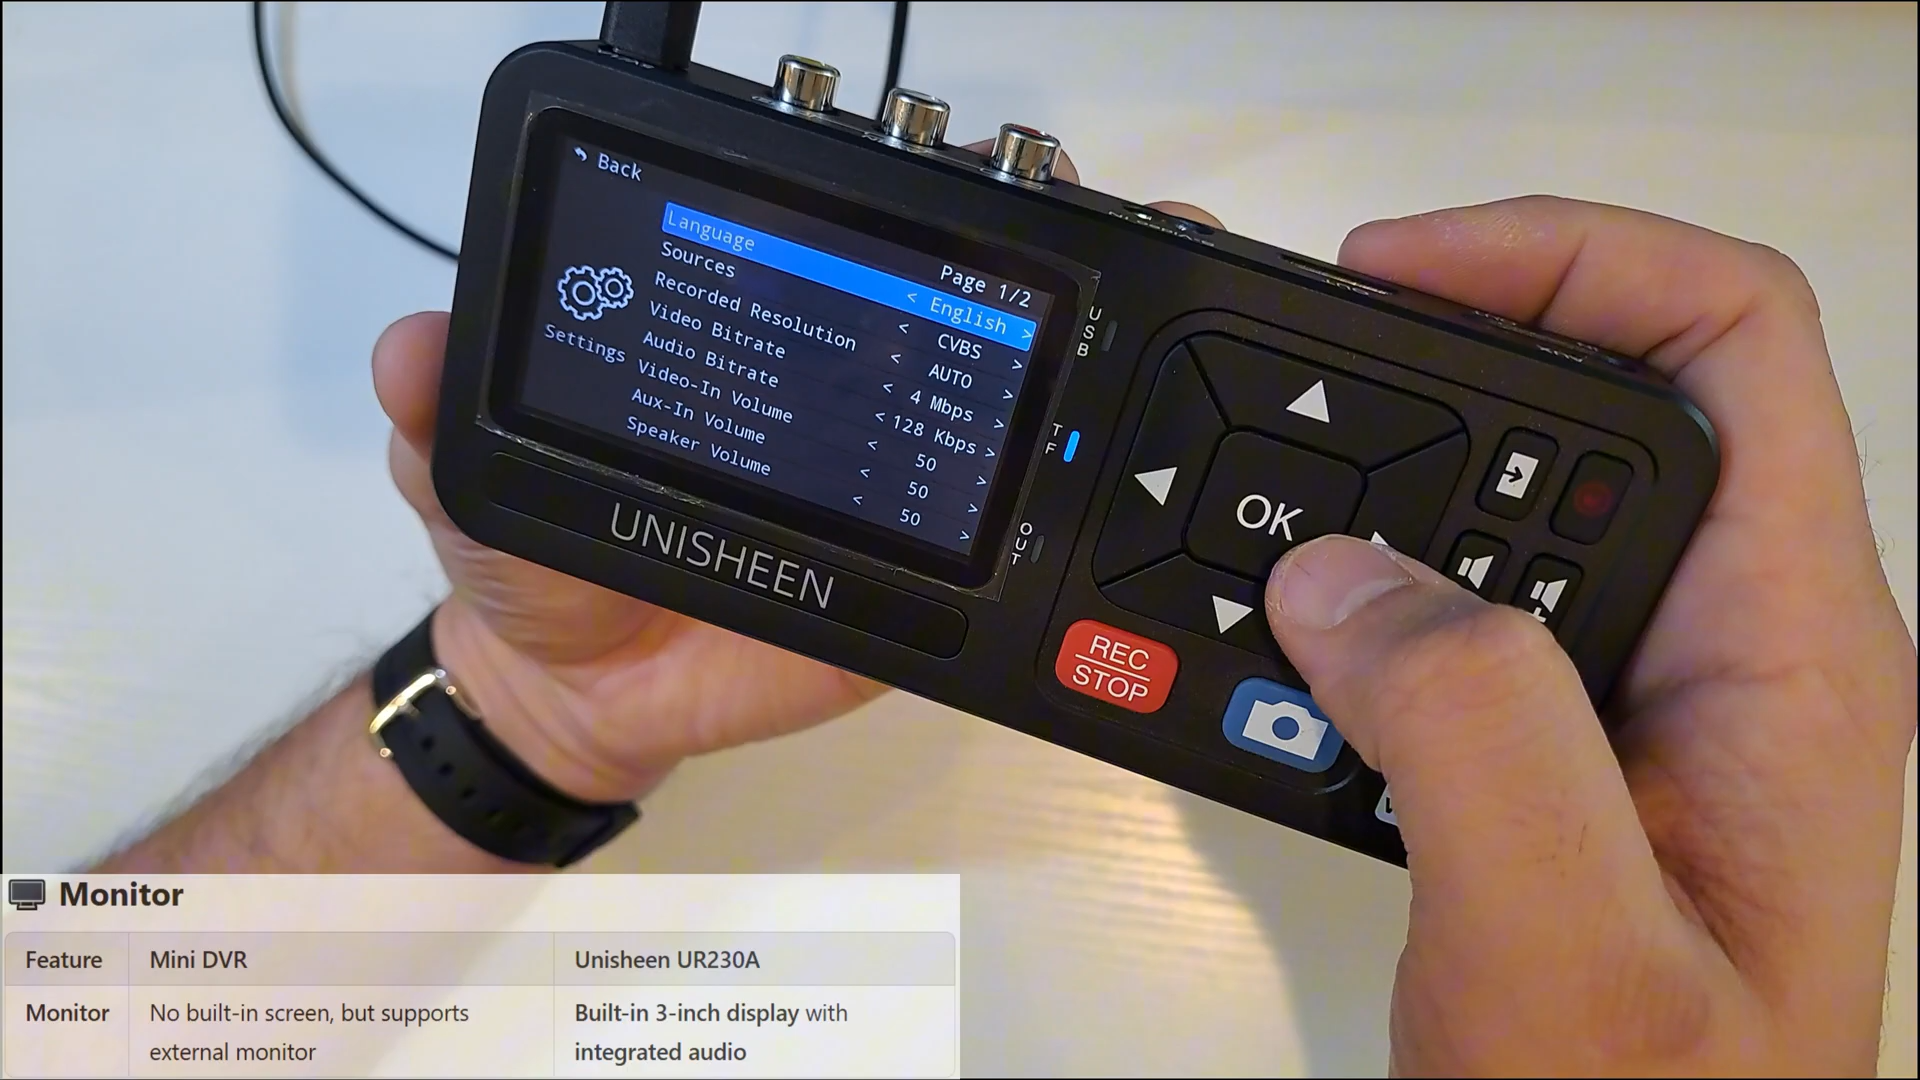 Back
Page 1/2
Language < English >
Sources < CVBS >
Recorded Resolution < AUTO >
Video Bitrate < 4 Mbps >
Audio Bitrate < 128 Kbps >
Video-In Volume < 50 >
Aux-In Volume < 50 >
Speaker Volume < 50 >
Settings
UNISHEEN
USB
TF
OUT
OK
REC
STOP
Monitor
Feature Mini DVR Unisheen UR230A
Monitor No built-in screen, but supports Built-in 3-inch display with
external monitor integrated audio